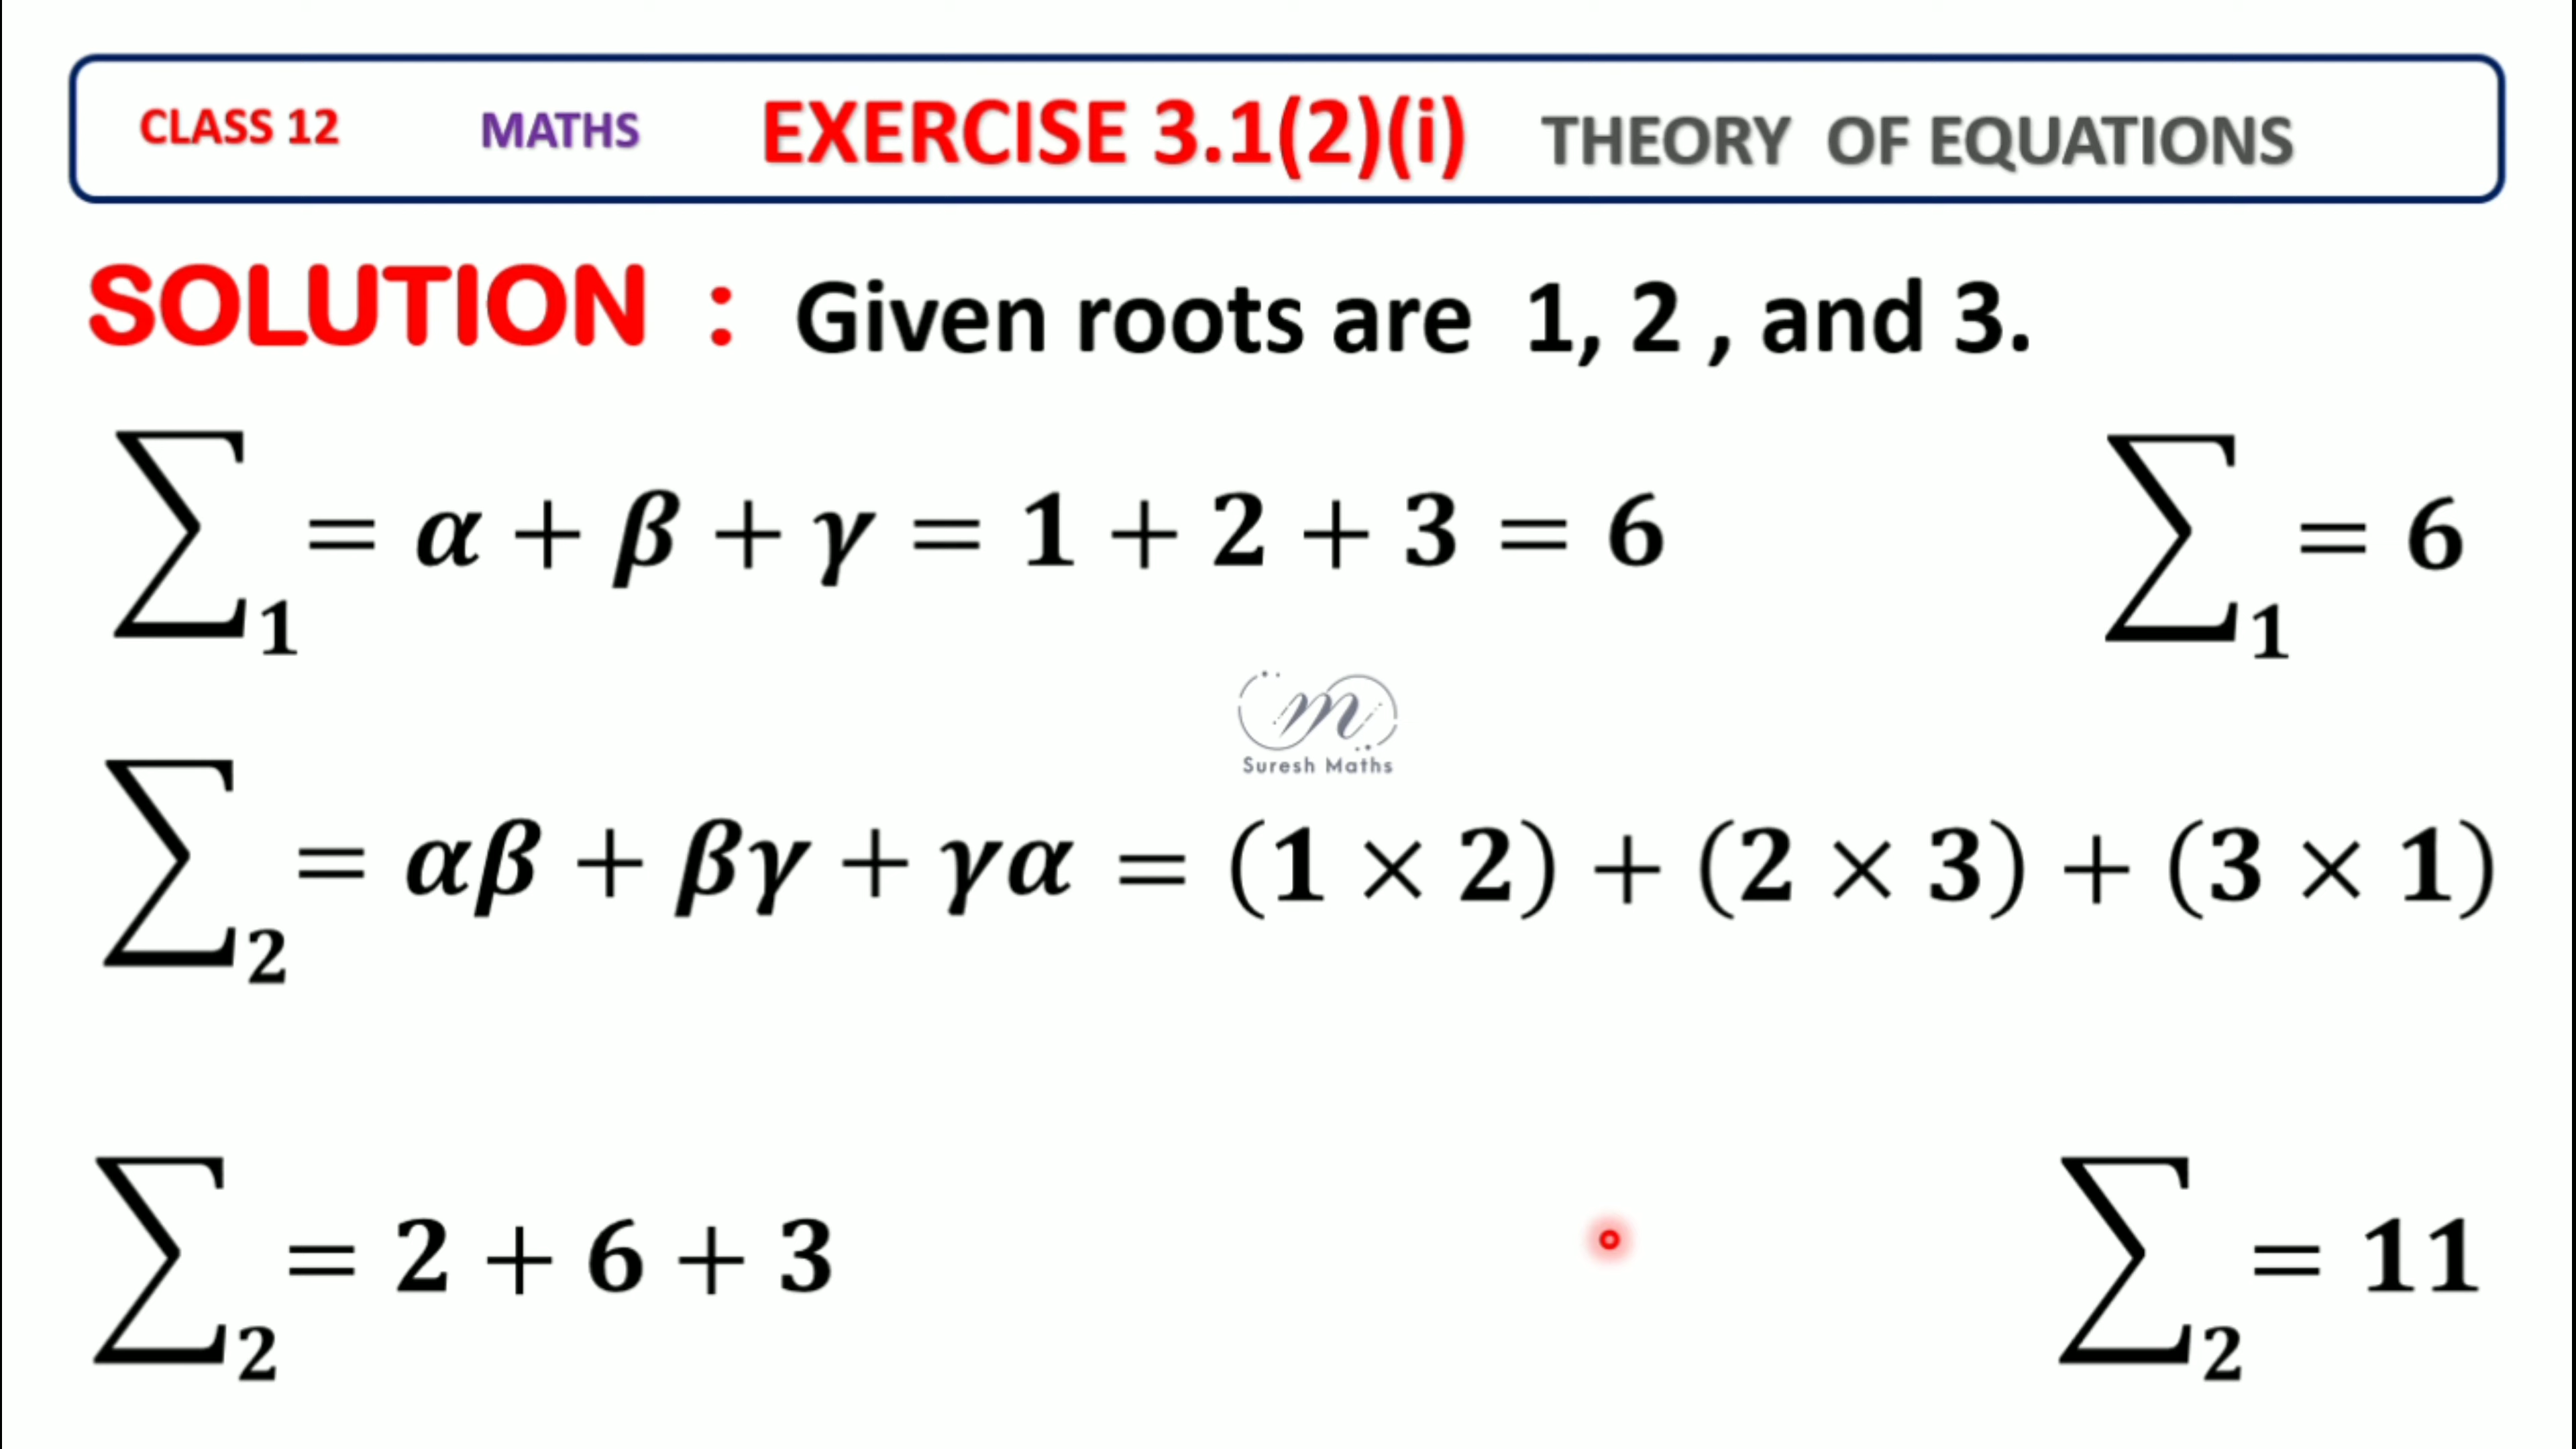 CLASS 12 MATHS EXERCISE 3.1(2)(i) THEORY OF EQUATIONS
SOLUTION : Given roots are 1, 2 , and 3.
∑₁ = α + β + γ = 1 + 2 + 3 = 6 ∑₁ = 6
m
Suresh Maths
∑₂ = αβ + βγ + γα = (1 × 2) + (2 × 3) + (3 × 1)
∑₂ = 2 + 6 + 3 ∑₂ = 11